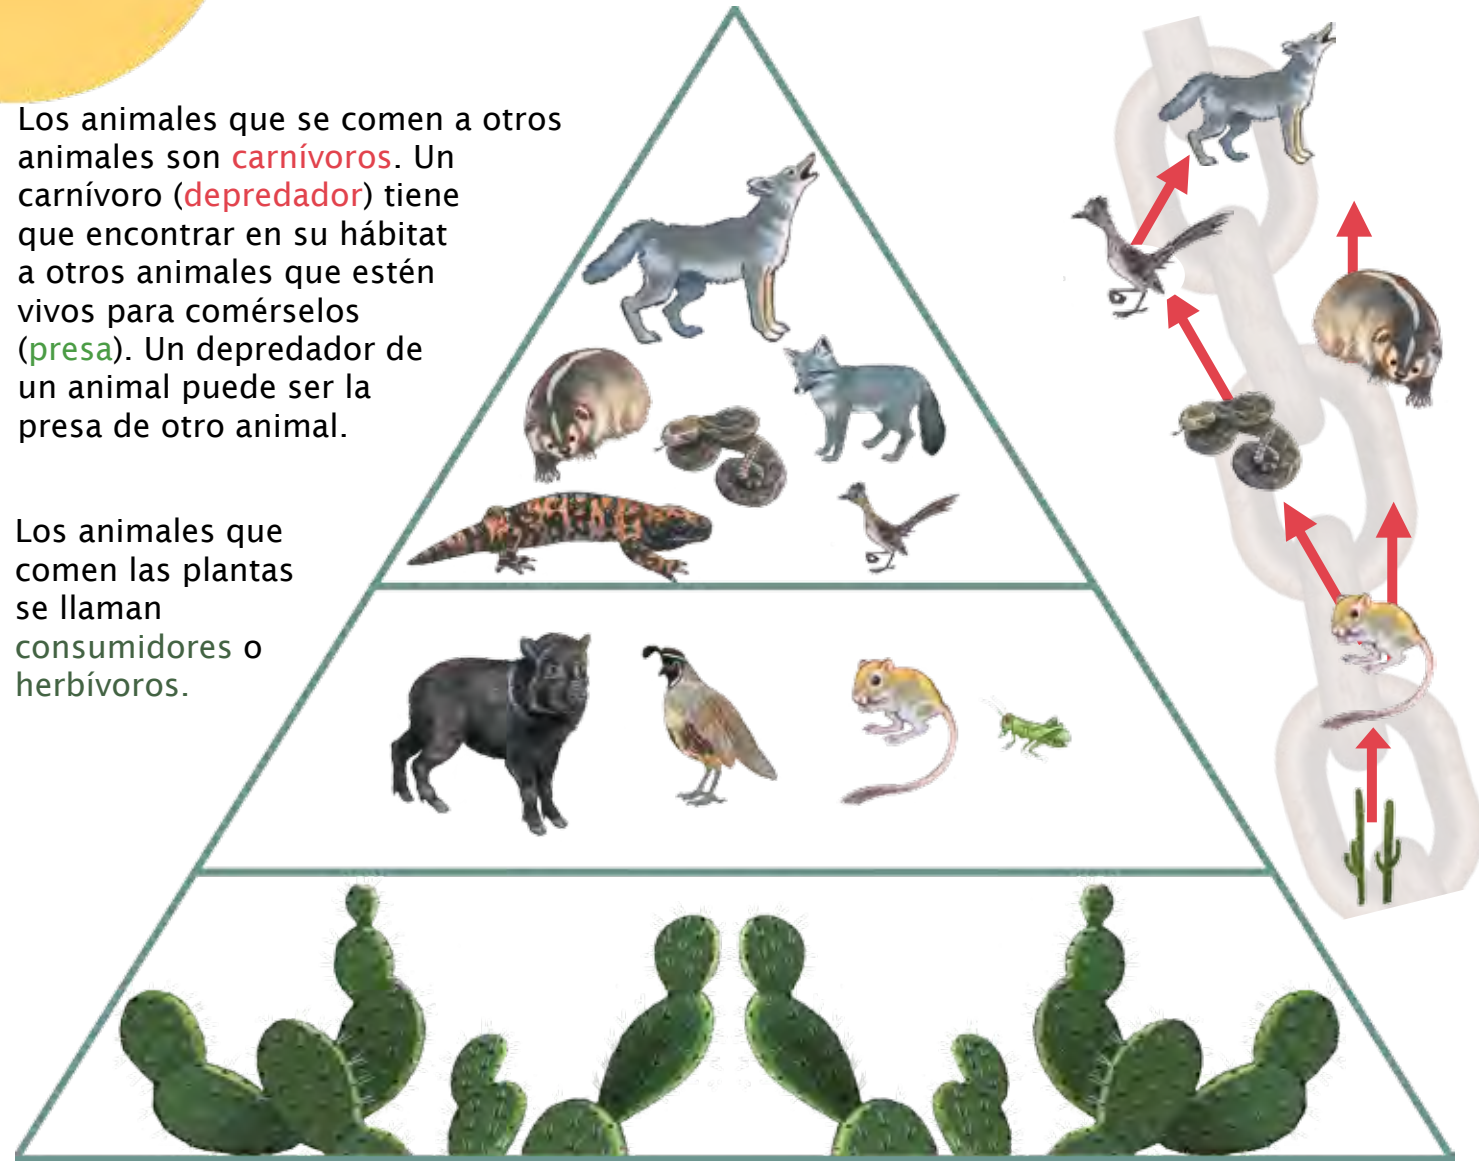 Los animales que se comen a otros
animales son carnívoros. Un
carnívoro (depredador) tiene
que encontrar en su hábitat
a otros animales que estén
vivos para comérselos
(presa). Un depredador de
un animal puede ser la
presa de otro animal.
Los animales que
comen las plantas
se llaman
consumidores o
herbívoros.